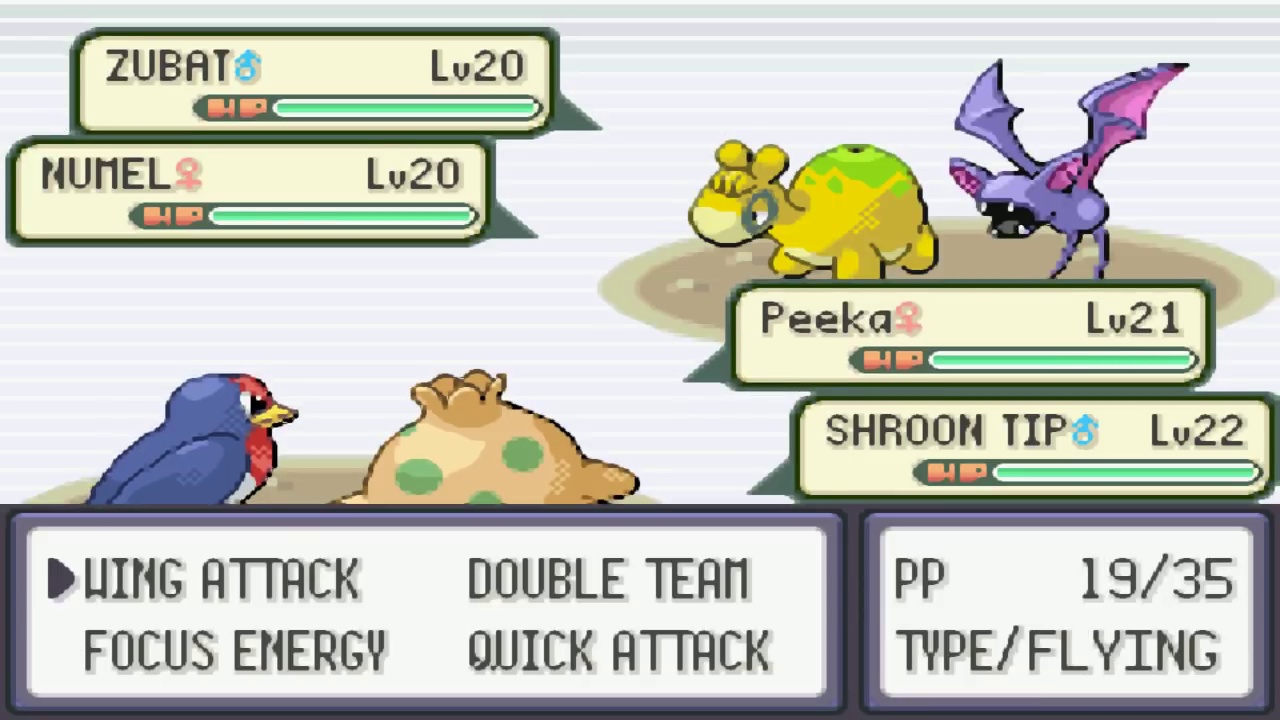 ZUBAT♂ Lv20
HP
NUMEL♀ Lv20
HP
Peeka♀ Lv21
HP
SHROON TIP♂ Lv22
HP
WING ATTACK DOUBLE TEAM
FOCUS ENERGY QUICK ATTACK
PP 19/35
TYPE/FLYING